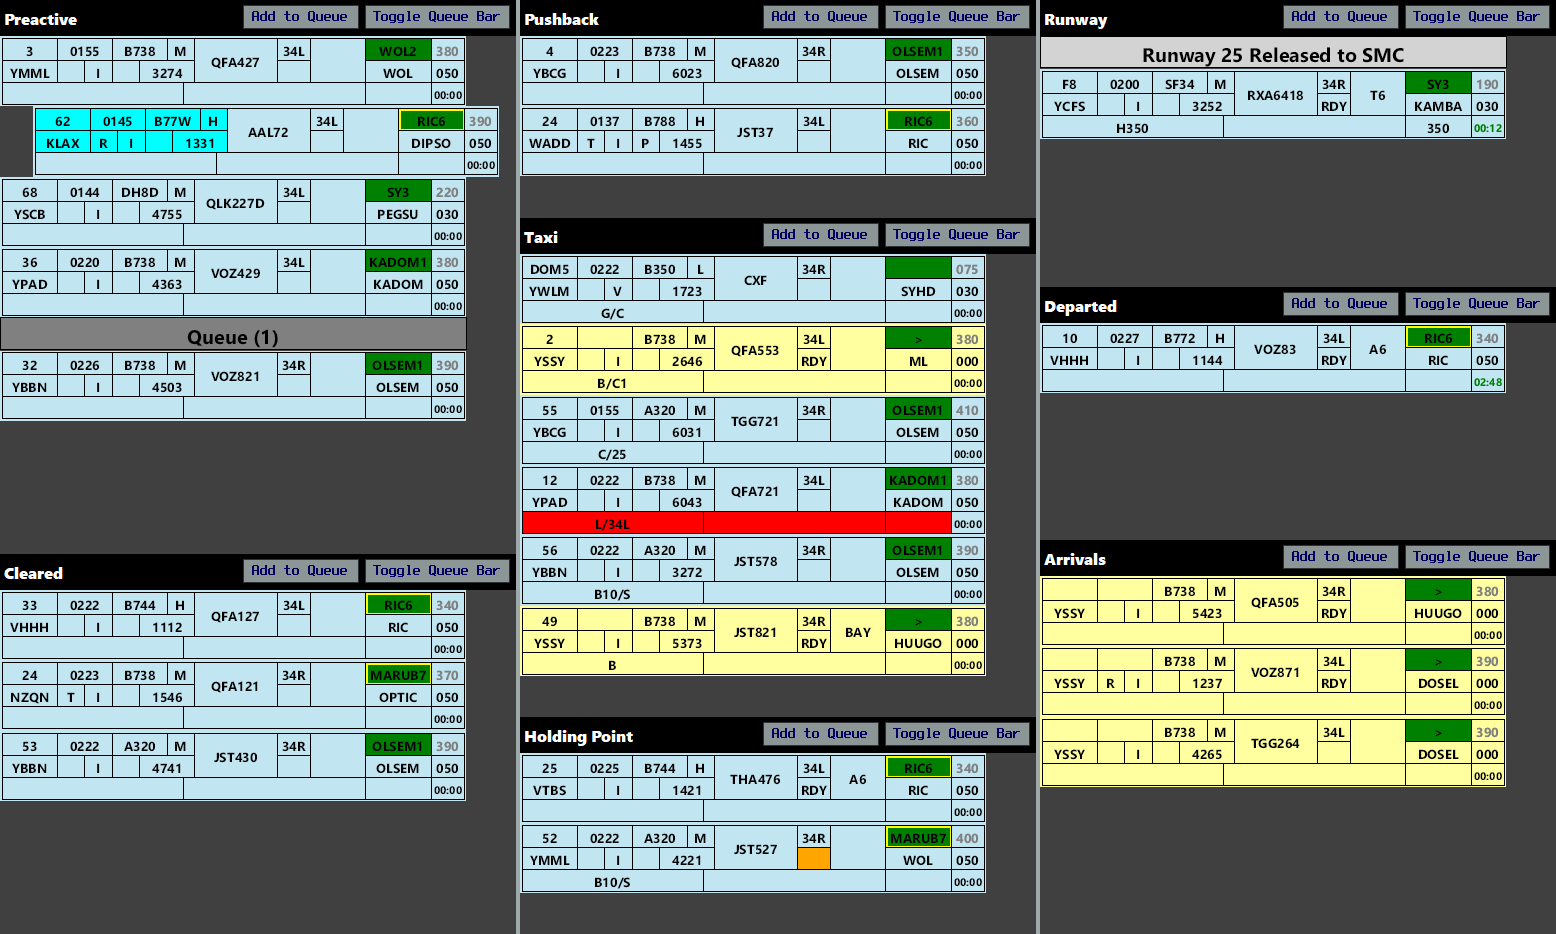 Preactive Add to Queue Toggle Queue Bar
3 0155 B738 M QFA427 34L WOL2 380
YMML I 3274 WOL 050
00:00
62 0145 B77W H AAL72 34L RIC6 390
KLAX R I 1331 DIPSO 050
00:00
68 0144 DH8D M QLK227D 34L SY3 220
YSCB I 4755 PEGSU 030
00:00
36 0220 B738 M VOZ429 34L KADOM1 380
YPAD I 4363 KADOM 050
00:00
Queue (1)
32 0226 B738 M VOZ821 34R OLSEM1 390
YBBN I 4503 OLSEM 050
00:00
Cleared Add to Queue Toggle Queue Bar
33 0222 B744 H QFA127 34L RIC6 340
VHHH I 1112 RIC 050
00:00
24 0223 B738 M QFA121 34R MARUB7 370
NZQN T I 1546 OPTIC 050
00:00
53 0222 A320 M JST430 34R OLSEM1 390
YBBN I 4741 OLSEM 050
00:00
Pushback Add to Queue Toggle Queue Bar
4 0223 B738 M QFA820 34R OLSEM1 350
YBCG I 6023 OLSEM 050
00:00
24 0137 B788 H JST37 34L RIC6 360
WADD T I P 1455 RIC 050
00:00
Taxi Add to Queue Toggle Queue Bar
DOM5 0222 B350 L CXF 34R 075
YWLM V 1723 SYHD 030
G/C 00:00
2 B738 M QFA553 34L > 380
YSSY I 2646 RDY ML 000
B/C1 00:00
55 0155 A320 M TGG721 34R OLSEM1 410
YBCG I 6031 OLSEM 050
C/25 00:00
12 0222 B738 M QFA721 34L KADOM1 380
YPAD I 6043 KADOM 050
L/34L 00:00
56 0222 A320 M JST578 34R OLSEM1 390
YBBN I 3272 OLSEM 050
B10/S 00:00
49 B738 M JST821 34R BAY > 380
YSSY I 5373 RDY HUUGO 000
B 00:00
Holding Point Add to Queue Toggle Queue Bar
25 0225 B744 H THA476 34L A6 RIC6 340
VTBS I 1421 RDY RIC 050
00:00
52 0222 A320 M JST527 34R MARUB7 400
YMML I 4221 WOL 050
B10/S 00:00
Runway Add to Queue Toggle Queue Bar
Runway 25 Released to SMC
F8 0200 SF34 M RXA6418 34R T6 SY3 190
YCFS I 3252 RDY KAMBA 030
H350 350 00:12
Departed Add to Queue Toggle Queue Bar
10 0227 B772 H VOZ83 34L A6 RIC6 340
VHHH I 1144 RDY RIC 050
02:48
Arrivals Add to Queue Toggle Queue Bar
B738 M QFA505 34R > 380
YSSY I 5423 RDY HUUGO 000
00:00
B738 M VOZ871 34L > 390
YSSY R I 1237 RDY DOSEL 000
00:00
B738 M TGG264 34L > 390
YSSY I 4265 DOSEL 000
00:00